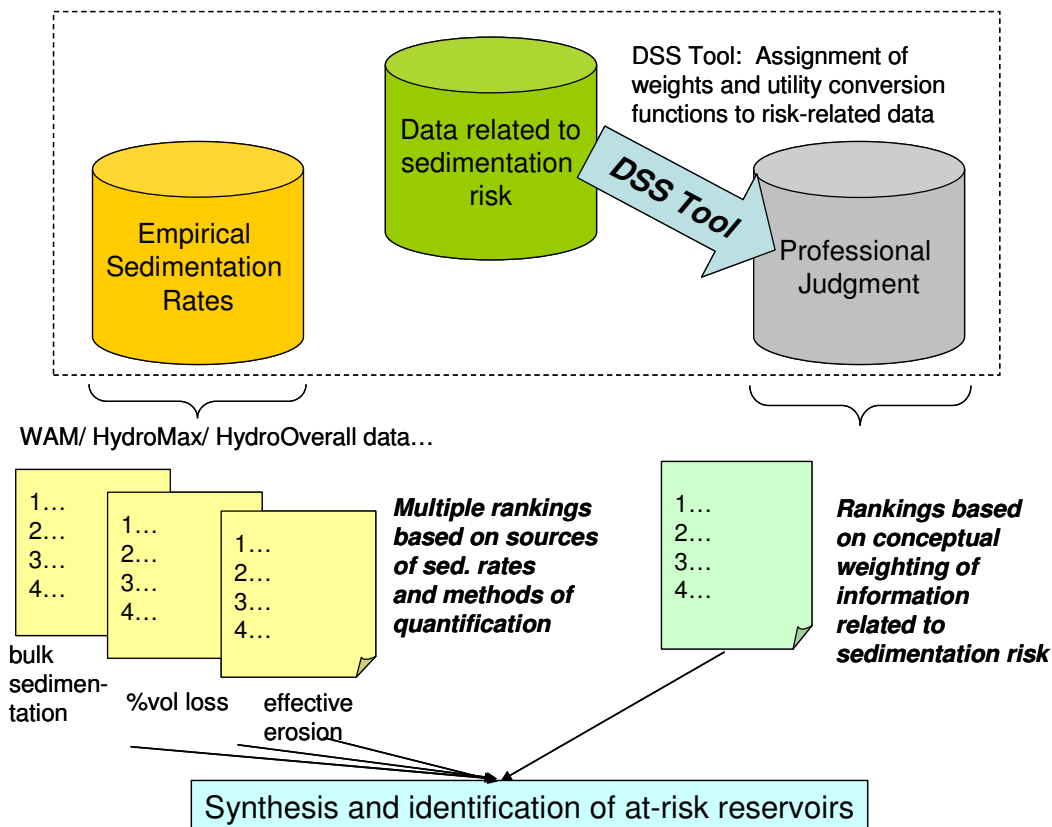 DSS Tool: Assignment of
weights and utility conversion
functions to risk-related data
Data related to
sedimentation
risk
DSS Tool
Empirical
Sedimentation
Rates
Professional
Judgment
WAM/ HydroMax/ HydroOverall data…
1…
2…
3…
4…
1…
2…
3…
4…
1…
2…
3…
4…
Multiple rankings
based on sources
of sed. rates
and methods of
quantification
1…
2…
3…
4…
Rankings based
on conceptual
weighting of
information
related to
sedimentation risk
bulk
sedimen-
tation
%vol loss
effective
erosion
Synthesis and identification of at-risk reservoirs